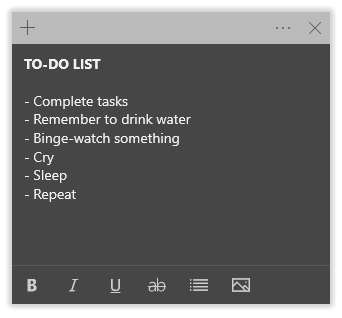 TO-DO LIST
- Complete tasks
- Remember to drink water
- Binge-watch something
- Cry
- Sleep
- Repeat
B I U ab